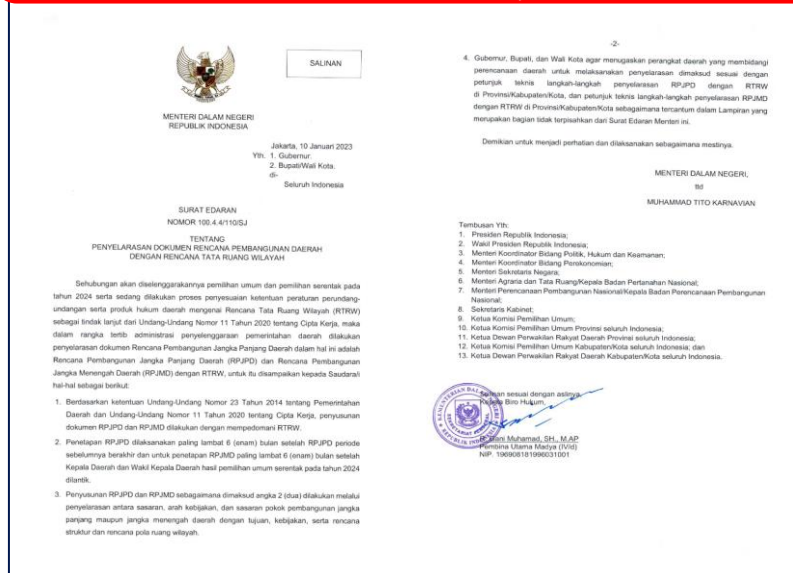 SALINAN
MENTERI DALAM NEGERI
REPUBLIK INDONESIA
Jakarta, 10 Januari 2023
Yth. 1. Gubernur.
2. Bupati/Wali Kota.
di-
Seluruh Indonesia
SURAT EDARAN
NOMOR 100.4.4/110/SJ
TENTANG
PENYELARASAN DOKUMEN RENCANA PEMBANGUNAN DAERAH
DENGAN RENCANA TATA RUANG WILAYAH
Sehubungan akan diselenggarakannya pemilihan umum dan pemilihan serentak pada
tahun 2024 serta sedang dilakukan proses penyesuaian ketentuan peraturan perundang-
undangan serta produk hukum daerah mengenai Rencana Tata Ruang Wilayah (RTRW)
sebagai tindak lanjut dari Undang-Undang Nomor 11 Tahun 2020 tentang Cipta Kerja, maka
dalam rangka tertib administrasi penyelenggaraan pemerintahan daerah dilakukan
penyelarasan dokumen Rencana Pembangunan Jangka Panjang Daerah dalam hal ini adalah
Rencana Pembangunan Jangka Panjang Daerah (RPJPD) dan Rencana Pembangunan
Jangka Menengah Daerah (RPJMD) dengan RTRW, untuk itu disampaikan kepada Saudara/i
hal-hal sebagai berikut:
1. Berdasarkan ketentuan Undang-Undang Nomor 23 Tahun 2014 tentang Pemerintahan
Daerah dan Undang-Undang Nomor 11 Tahun 2020 tentang Cipta Kerja, penyusunan
dokumen RPJPD dan RPJMD dilakukan dengan mempedomani RTRW.
2. Penetapan RPJPD dilaksanakan paling lambat 6 (enam) bulan setelah RPJPD periode
sebelumnya berakhir dan untuk penetapan RPJMD paling lambat 6 (enam) bulan setelah
Kepala Daerah dan Wakil Kepala Daerah hasil pemilihan umum serentak pada tahun 2024
dilantik.
3. Penyusunan RPJPD dan RPJMD sebagaimana dimaksud angka 2 (dua) dilakukan melalui
penyelarasan antara sasaran, arah kebijakan, dan sasaran pokok pembangunan jangka
panjang maupun jangka menengah daerah dengan tujuan, kebijakan, serta rencana
struktur dan rencana pola ruang wilayah.
-2-
4. Gubernur, Bupati, dan Wali Kota agar menugaskan perangkat daerah yang membidangi
perencanaan daerah untuk melaksanakan penyelarasan dimaksud sesuai dengan
petunjuk teknis langkah-langkah penyelarasan RPJPD dengan RTRW
di Provinsi/Kabupaten/Kota, dan petunjuk teknis langkah-langkah penyelarasan RPJMD
dengan RTRW di Provinsi/Kabupaten/Kota sebagaimana tercantum dalam Lampiran yang
merupakan bagian tidak terpisahkan dari Surat Edaran Menteri ini.
Demikian untuk menjadi perhatian dan dilaksanakan sebagaimana mestinya.
MENTERI DALAM NEGERI,
ttd
MUHAMMAD TITO KARNAVIAN
Tembusan Yth:
1. Presiden Republik Indonesia;
2. Wakil Presiden Republik Indonesia;
3. Menteri Koordinator Bidang Politik, Hukum dan Keamanan;
4. Menteri Koordinator Bidang Perekonomian;
5. Menteri Sekretaris Negara;
6. Menteri Agraria dan Tata Ruang/Kepala Badan Pertanahan Nasional;
7. Menteri Perencanaan Pembangunan Nasional/Kepala Badan Perencanaan Pembangunan
Nasional;
8. Sekretaris Kabinet;
9. Ketua Komisi Pemilihan Umum;
10. Ketua Komisi Pemilihan Umum Provinsi seluruh Indonesia;
11. Ketua Dewan Perwakilan Rakyat Daerah Provinsi seluruh Indonesia;
12. Ketua Komisi Pemilihan Umum Kabupaten/Kota seluruh Indonesia; dan
13. Ketua Dewan Perwakilan Rakyat Daerah Kabupaten/Kota seluruh Indonesia.
Salinan sesuai dengan aslinya
Kepala Biro Hukum,
R. Gani Muhamad, SH., M.AP
Pembina Utama Madya (IV/d)
NIP. 196908181996031001